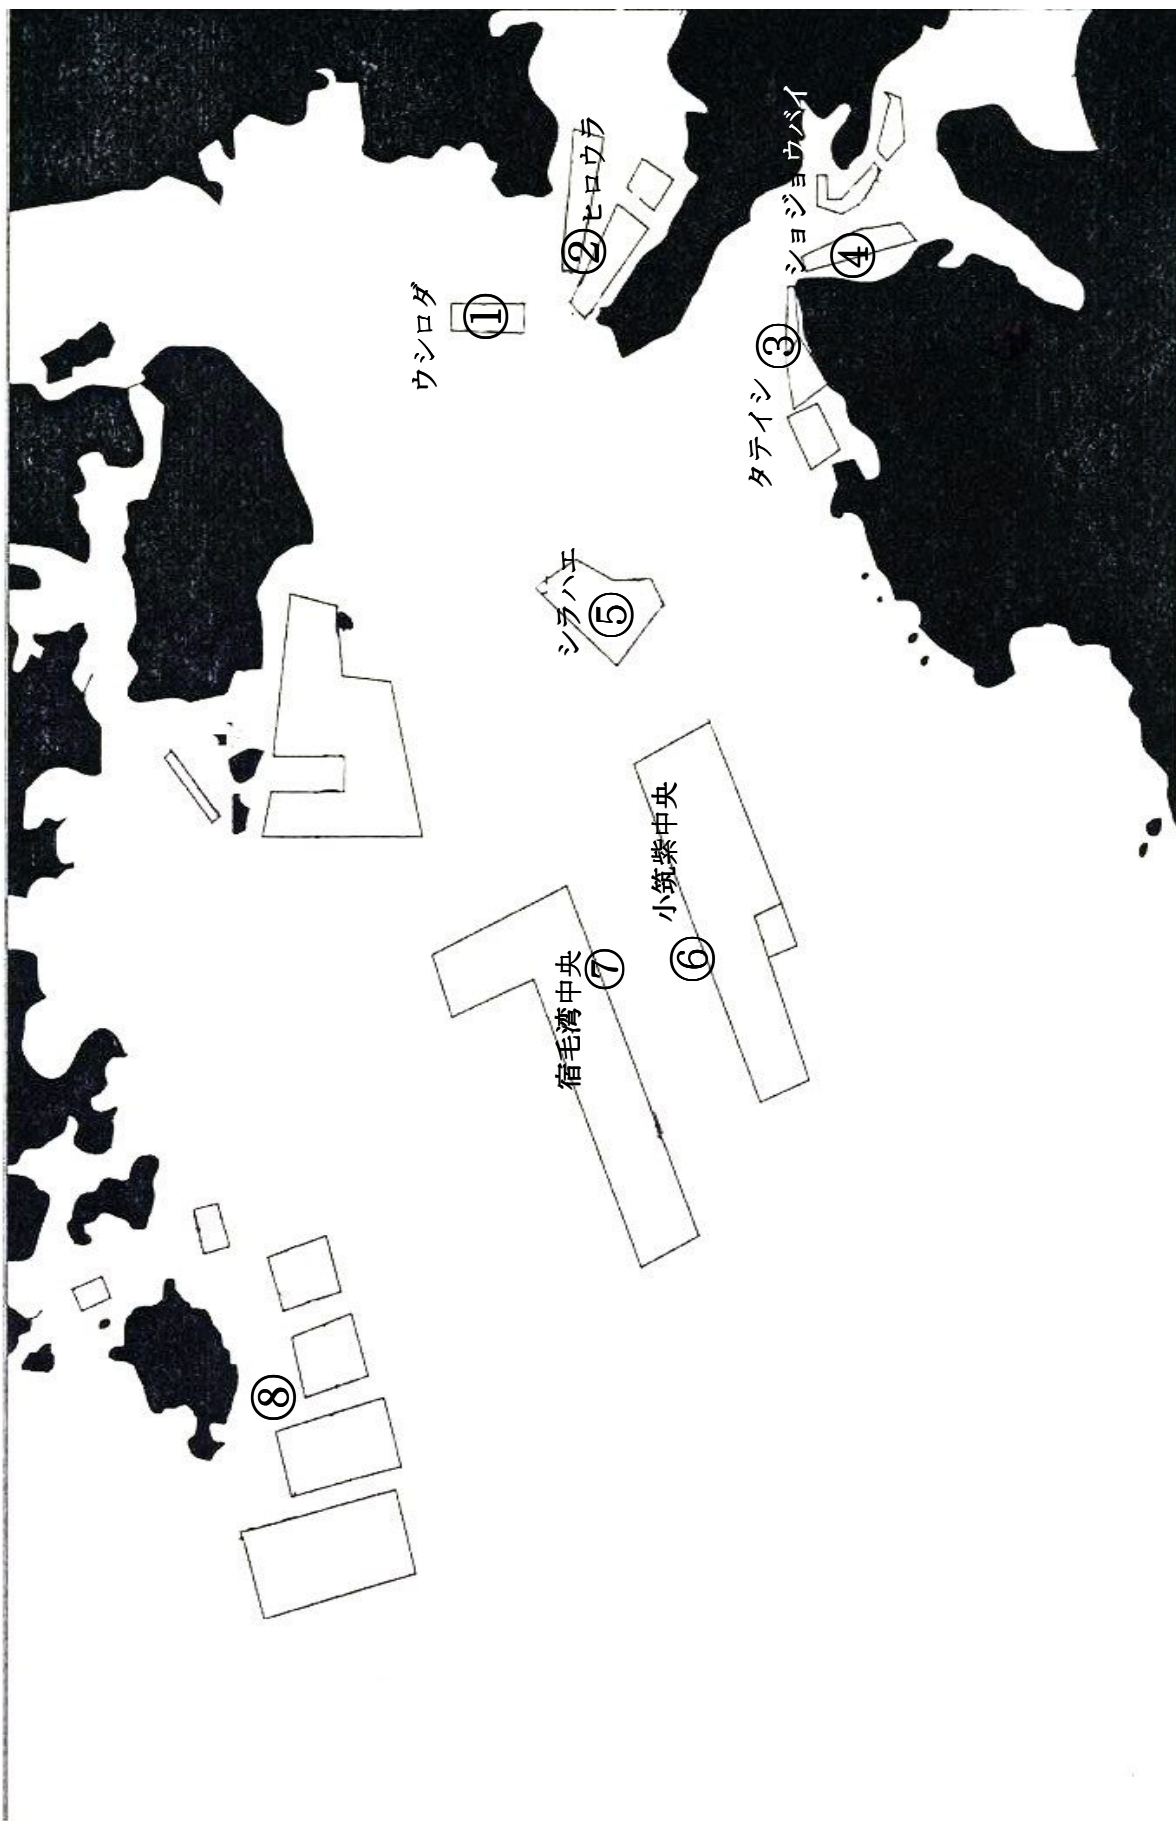 ① ウシロダ
② ヒロウラ
③ タテイシ
④ ショジョウバイ
⑤ シラハエ
⑥ 小筑紫中央
⑦ 宿毛湾中央
⑧